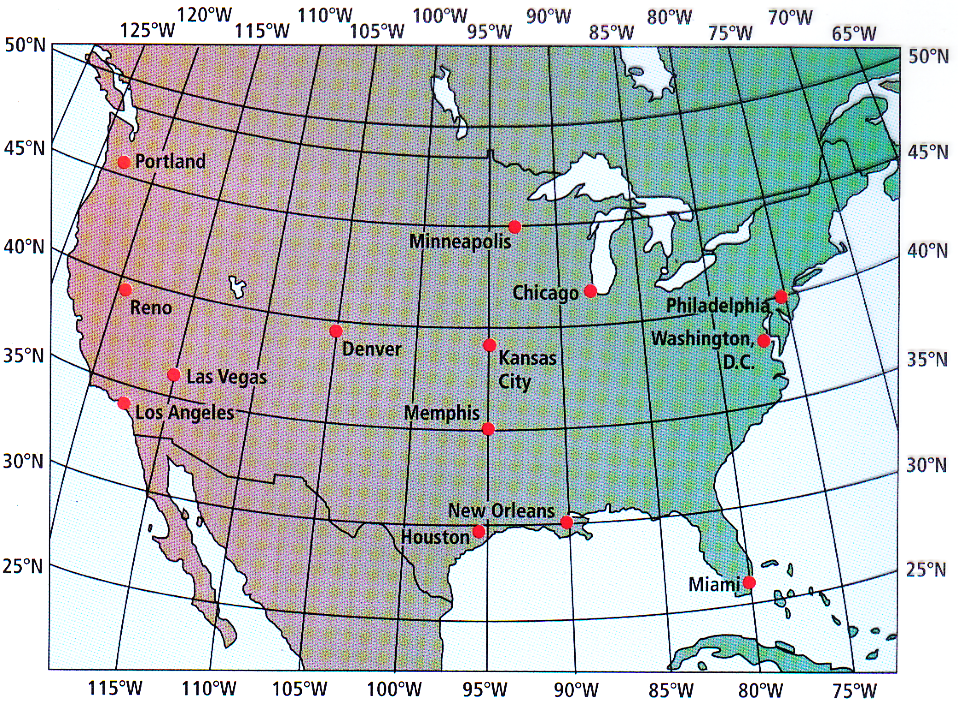 120°W 110°W 100°W 90°W 80°W 70°W
125°W 115°W 105°W 95°W 85°W 75°W 65°W
50°N 50°N
45°N 45°N
Portland
Minneapolis
40°N 40°N
Chicago
Reno
Philadelphia
Denver
Washington,
D.C.
35°N 35°N
Kansas
City
Las Vegas
Los Angeles
Memphis
30°N 30°N
New Orleans
Houston
25°N 25°N
Miami
115°W 110°W 105°W 100°W 95°W 90°W 85°W 80°W 75°W